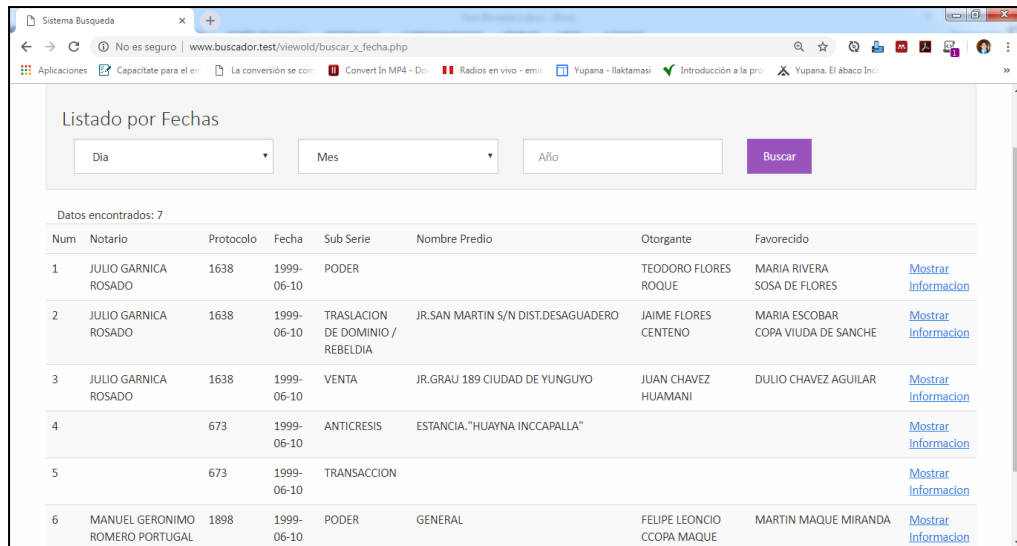 Sistema Busqueda
No es seguro | www.buscador.test/viewold/buscar_x_fecha.php
Aplicaciones Capacítate para el en La conversión se com Convert In MP4 - Do Radios en vivo - emis Yupana - Ilaktamasi Introducción a la pro Yupana. El ábaco Inc »
Listado por Fechas
Dia Mes Año Buscar
Datos encontrados: 7
Num Notario Protocolo Fecha Sub Serie Nombre Predio Otorgante Favorecido
1 JULIO GARNICA 1638 1999- PODER TEODORO FLORES MARIA RIVERA Mostrar
ROSADO 06-10 ROQUE SOSA DE FLORES Informacion
2 JULIO GARNICA 1638 1999- TRASLACION JR.SAN MARTIN S/N DIST.DESAGUADERO JAIME FLORES MARIA ESCOBAR Mostrar
ROSADO 06-10 DE DOMINIO / CENTENO COPA VIUDA DE SANCHE Informacion
REBELDIA
3 JULIO GARNICA 1638 1999- VENTA JR.GRAU 189 CIUDAD DE YUNGUYO JUAN CHAVEZ DULIO CHAVEZ AGUILAR Mostrar
ROSADO 06-10 HUAMANI Informacion
4 673 1999- ANTICRESIS ESTANCIA."HUAYNA INCCAPALLA" Mostrar
06-10 Informacion
5 673 1999- TRANSACCION Mostrar
06-10 Informacion
6 MANUEL GERONIMO 1898 1999- PODER GENERAL FELIPE LEONCIO MARTIN MAQUE MIRANDA Mostrar
ROMERO PORTUGAL 06-10 CCOPA MAQUE Informacion